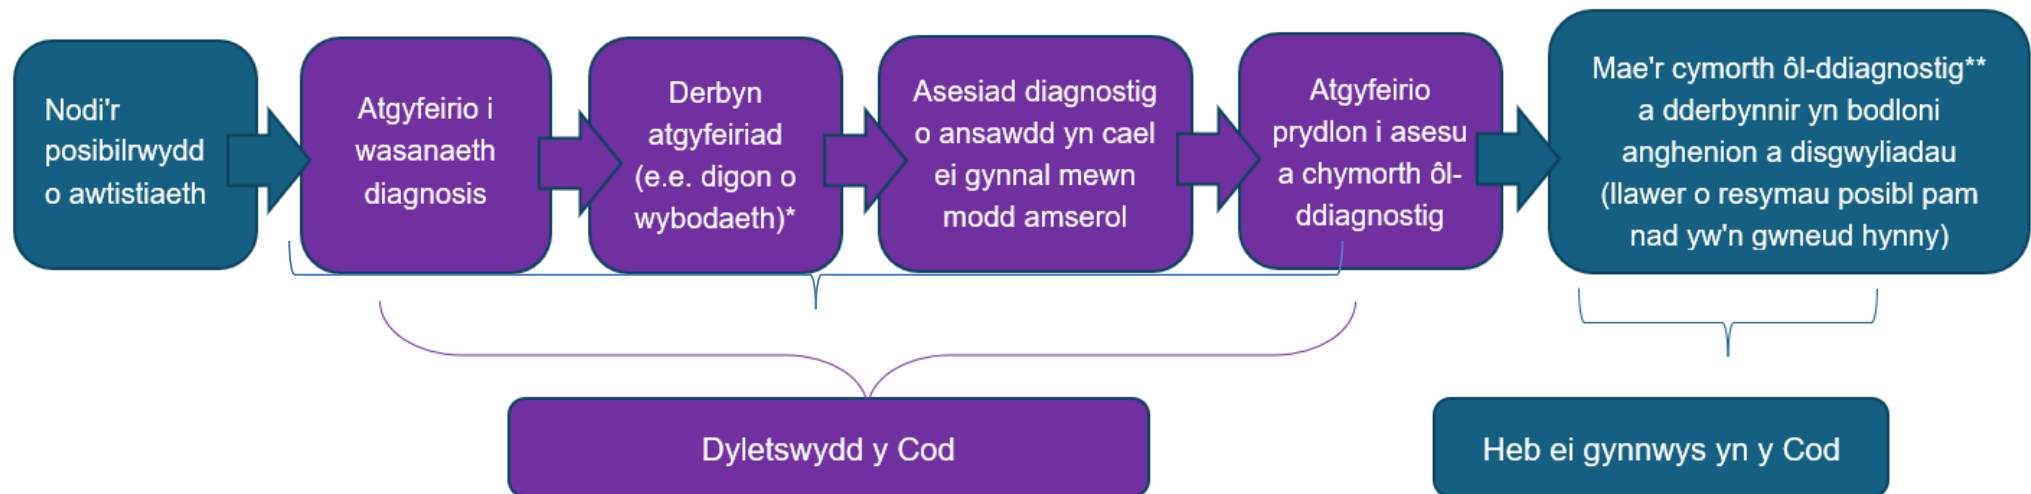 Nodi'r
posibilrwydd
o awtistiaeth
Atgyfeirio i
wasanaeth
diagnosis
Derbyn
atgyfeiriad
(e.e. digon o
wybodaeth)*
Asesiad diagnostig
o ansawdd yn cael
ei gynnal mewn
modd amserol
Atgyfeirio
prydlon i asesu
a chymorth ôl-
ddiagnostig
Mae'r cymorth ôl-ddiagnostig**
a dderbynnir yn bodloni
anghenion a disgwyliadau
(llawer o resymau posibl pam
nad yw'n gwneud hynny)
Dyletswydd y Cod
Heb ei gynnwys yn y Cod